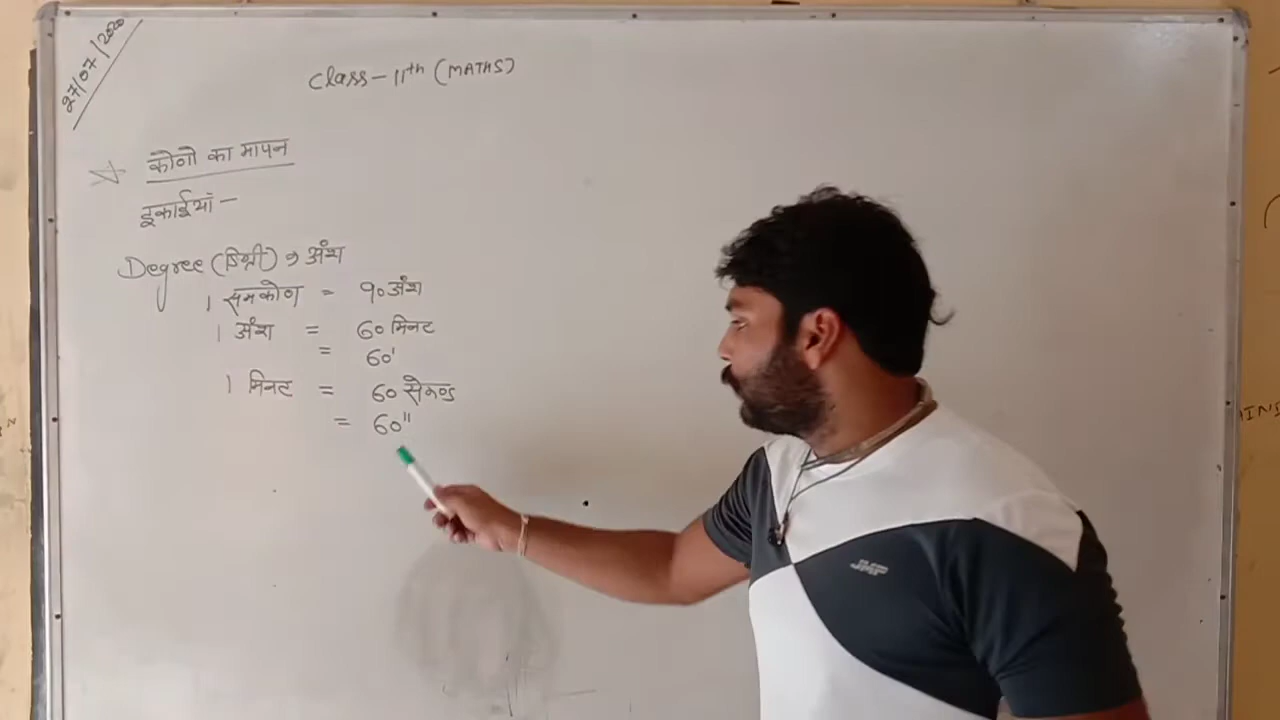 27/07/2020
Class - 11th (MATHS)
कोणो का मापन
इकाईयाँ -
Degree (डिग्री) अंश
1 समकोण = 90 अंश
1 अंश = 60 मिनट
= 60'
1 मिनट = 60 सेकण्ड
= 60"